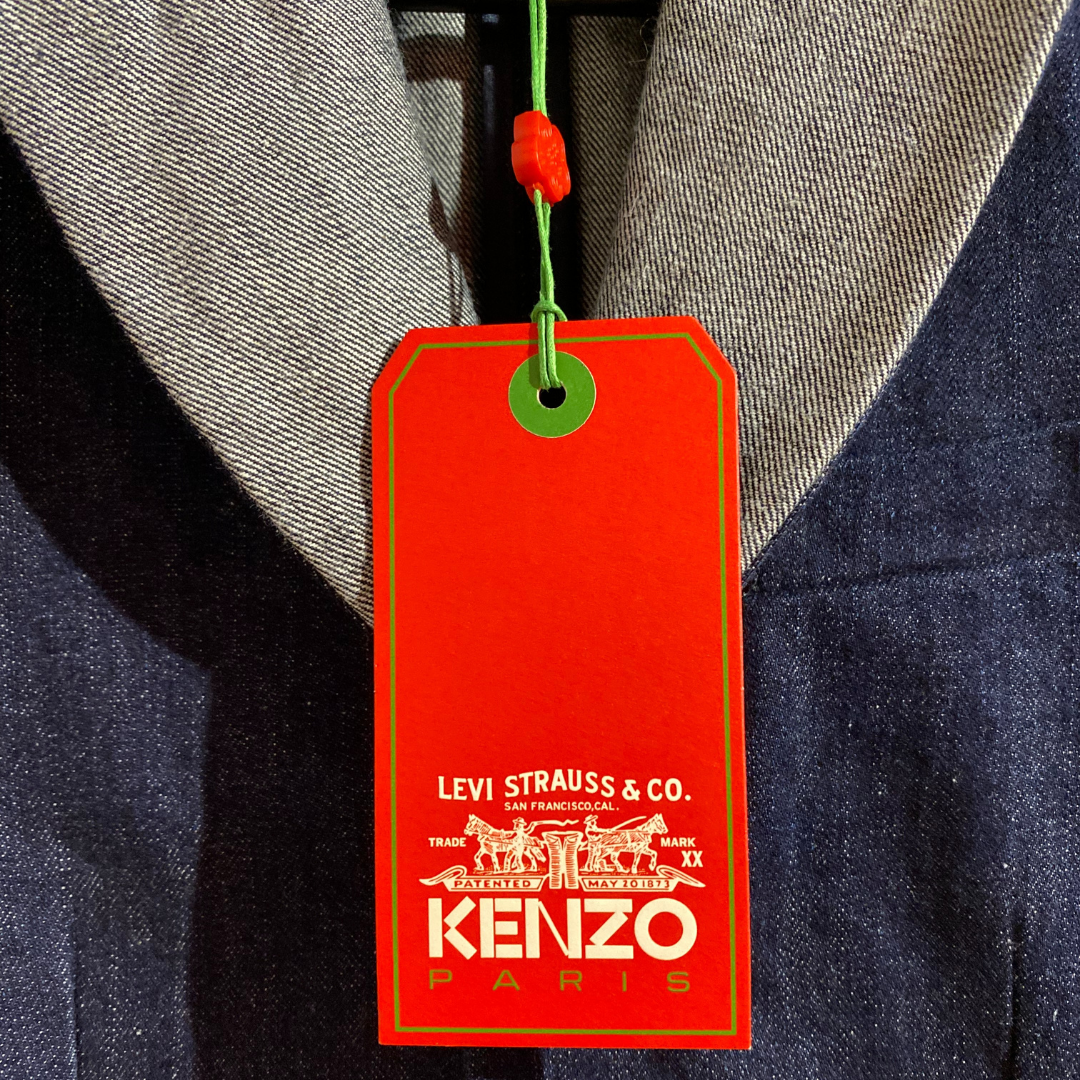 LEVI STRAUSS & CO.
SAN FRANCISCO, CAL.
TRADE MARK
XX
PATENTED MAY 20 1873
KENZO
PARIS